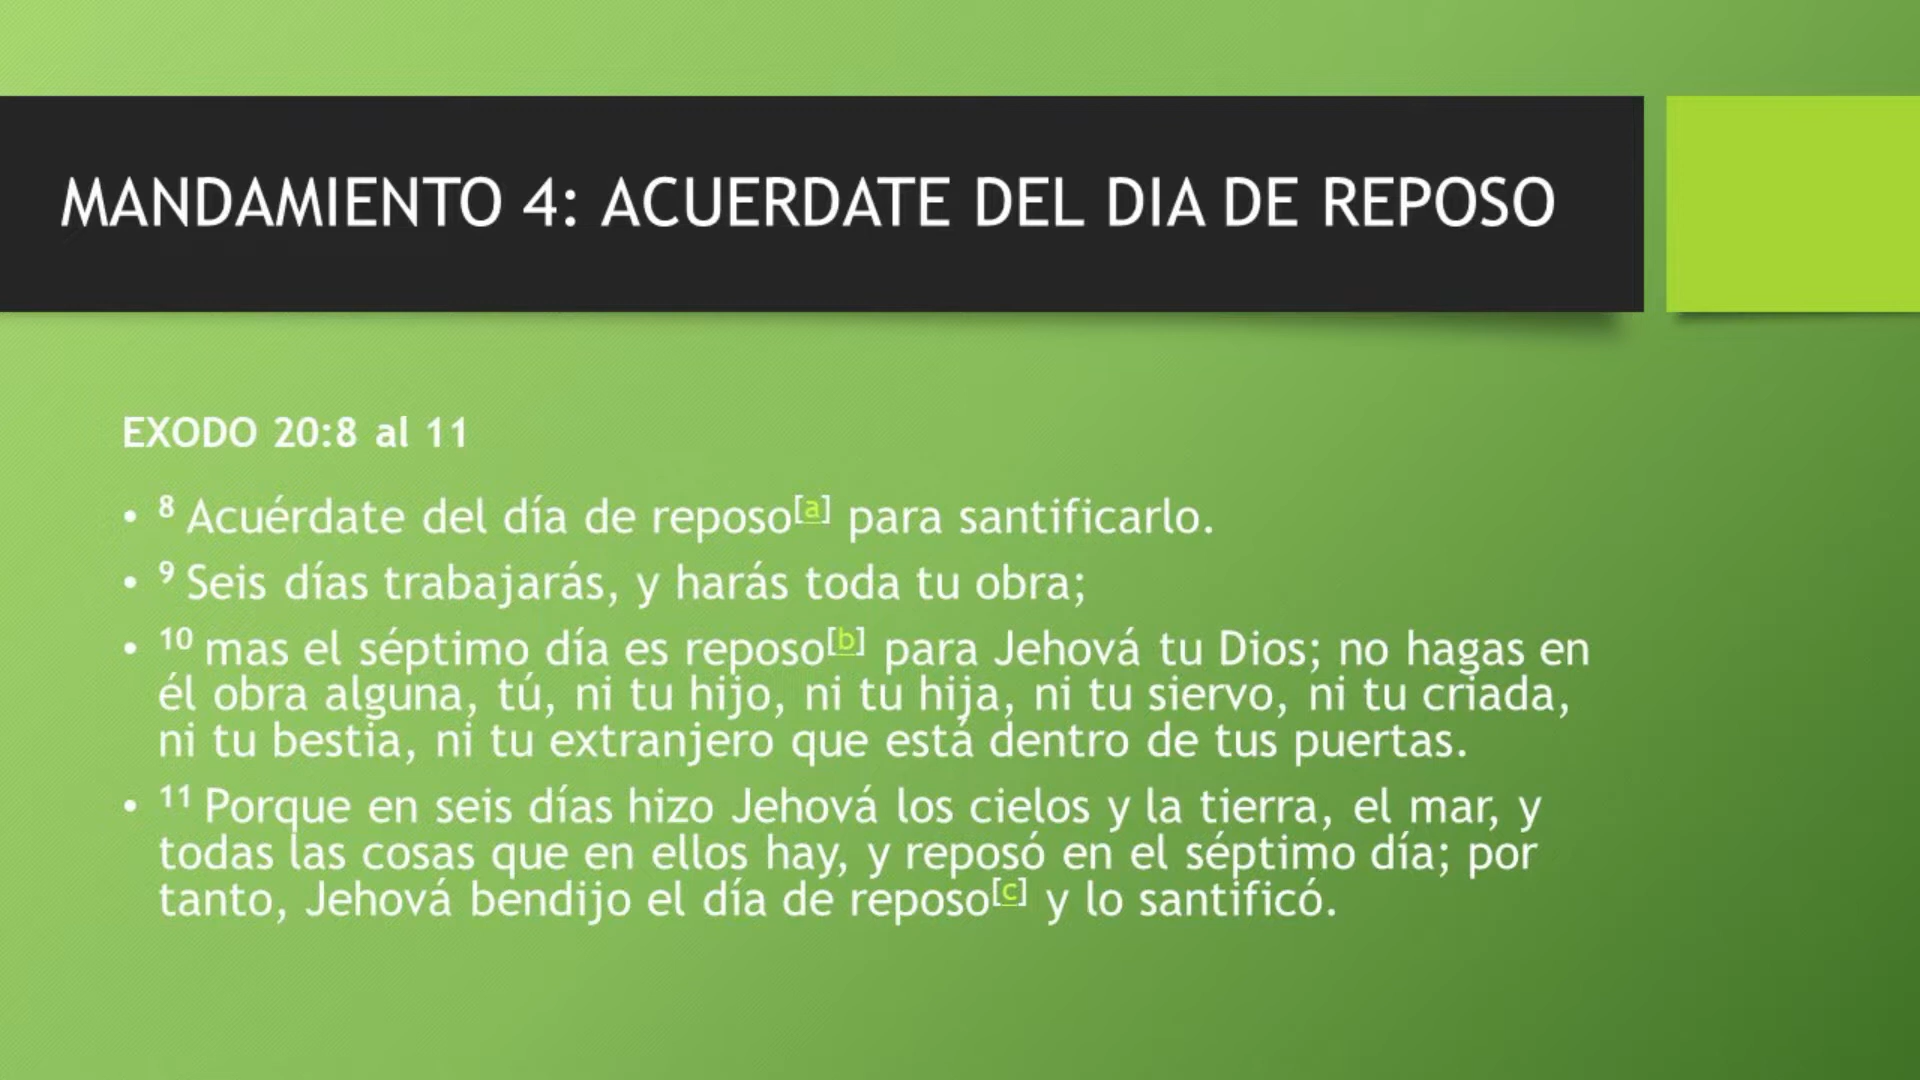 MANDAMIENTO 4: ACUERDATE DEL DIA DE REPOSO
EXODO 20:8 al 11
• 8 Acuérdate del día de reposo[a] para santificarlo.
• 9 Seis días trabajarás, y harás toda tu obra;
• 10 mas el séptimo día es reposo[b] para Jehová tu Dios; no hagas en
él obra alguna, tú, ni tu hijo, ni tu hija, ni tu siervo, ni tu criada,
ni tu bestia, ni tu extranjero que está dentro de tus puertas.
• 11 Porque en seis días hizo Jehová los cielos y la tierra, el mar, y
todas las cosas que en ellos hay, y reposó en el séptimo día; por
tanto, Jehová bendijo el día de reposo[c] y lo santificó.